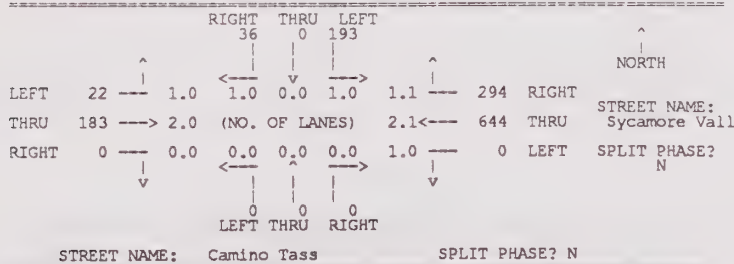 RIGHT THRU LEFT
36 0 193
NORTH
<--- v --->
LEFT 22 --- 1.0 1.0 0.0 1.0 1.1 --- 294 RIGHT
STREET NAME:
THRU 183 ---> 2.0 (NO. OF LANES) 2.1<--- 644 THRU Sycamore Vall
RIGHT 0 --- 0.0 0.0 0.0 0.0 1.0 --- 0 LEFT SPLIT PHASE?
<--- ^ ---> N
0 0 0
LEFT THRU RIGHT
STREET NAME: Camino Tass SPLIT PHASE? N